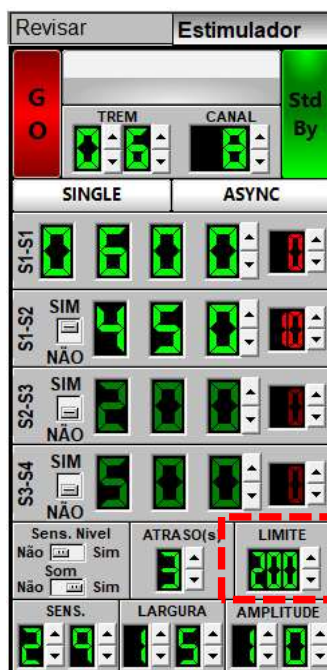 Revisar Estimulador
GO Std By
TREM CANAL
06 8
SINGLE ASYNC
S1-S1 0600 0
S1-S2 SIM NÃO 450 10
S2-S3 SIM NÃO 200 0
S3-S4 SIM NÃO 500 0
Sens. Nivel ATRASO(s) LIMITE
Não Sim 3 200
Som
Não Sim
SENS. LARGURA AMPLITUDE
29 15 10